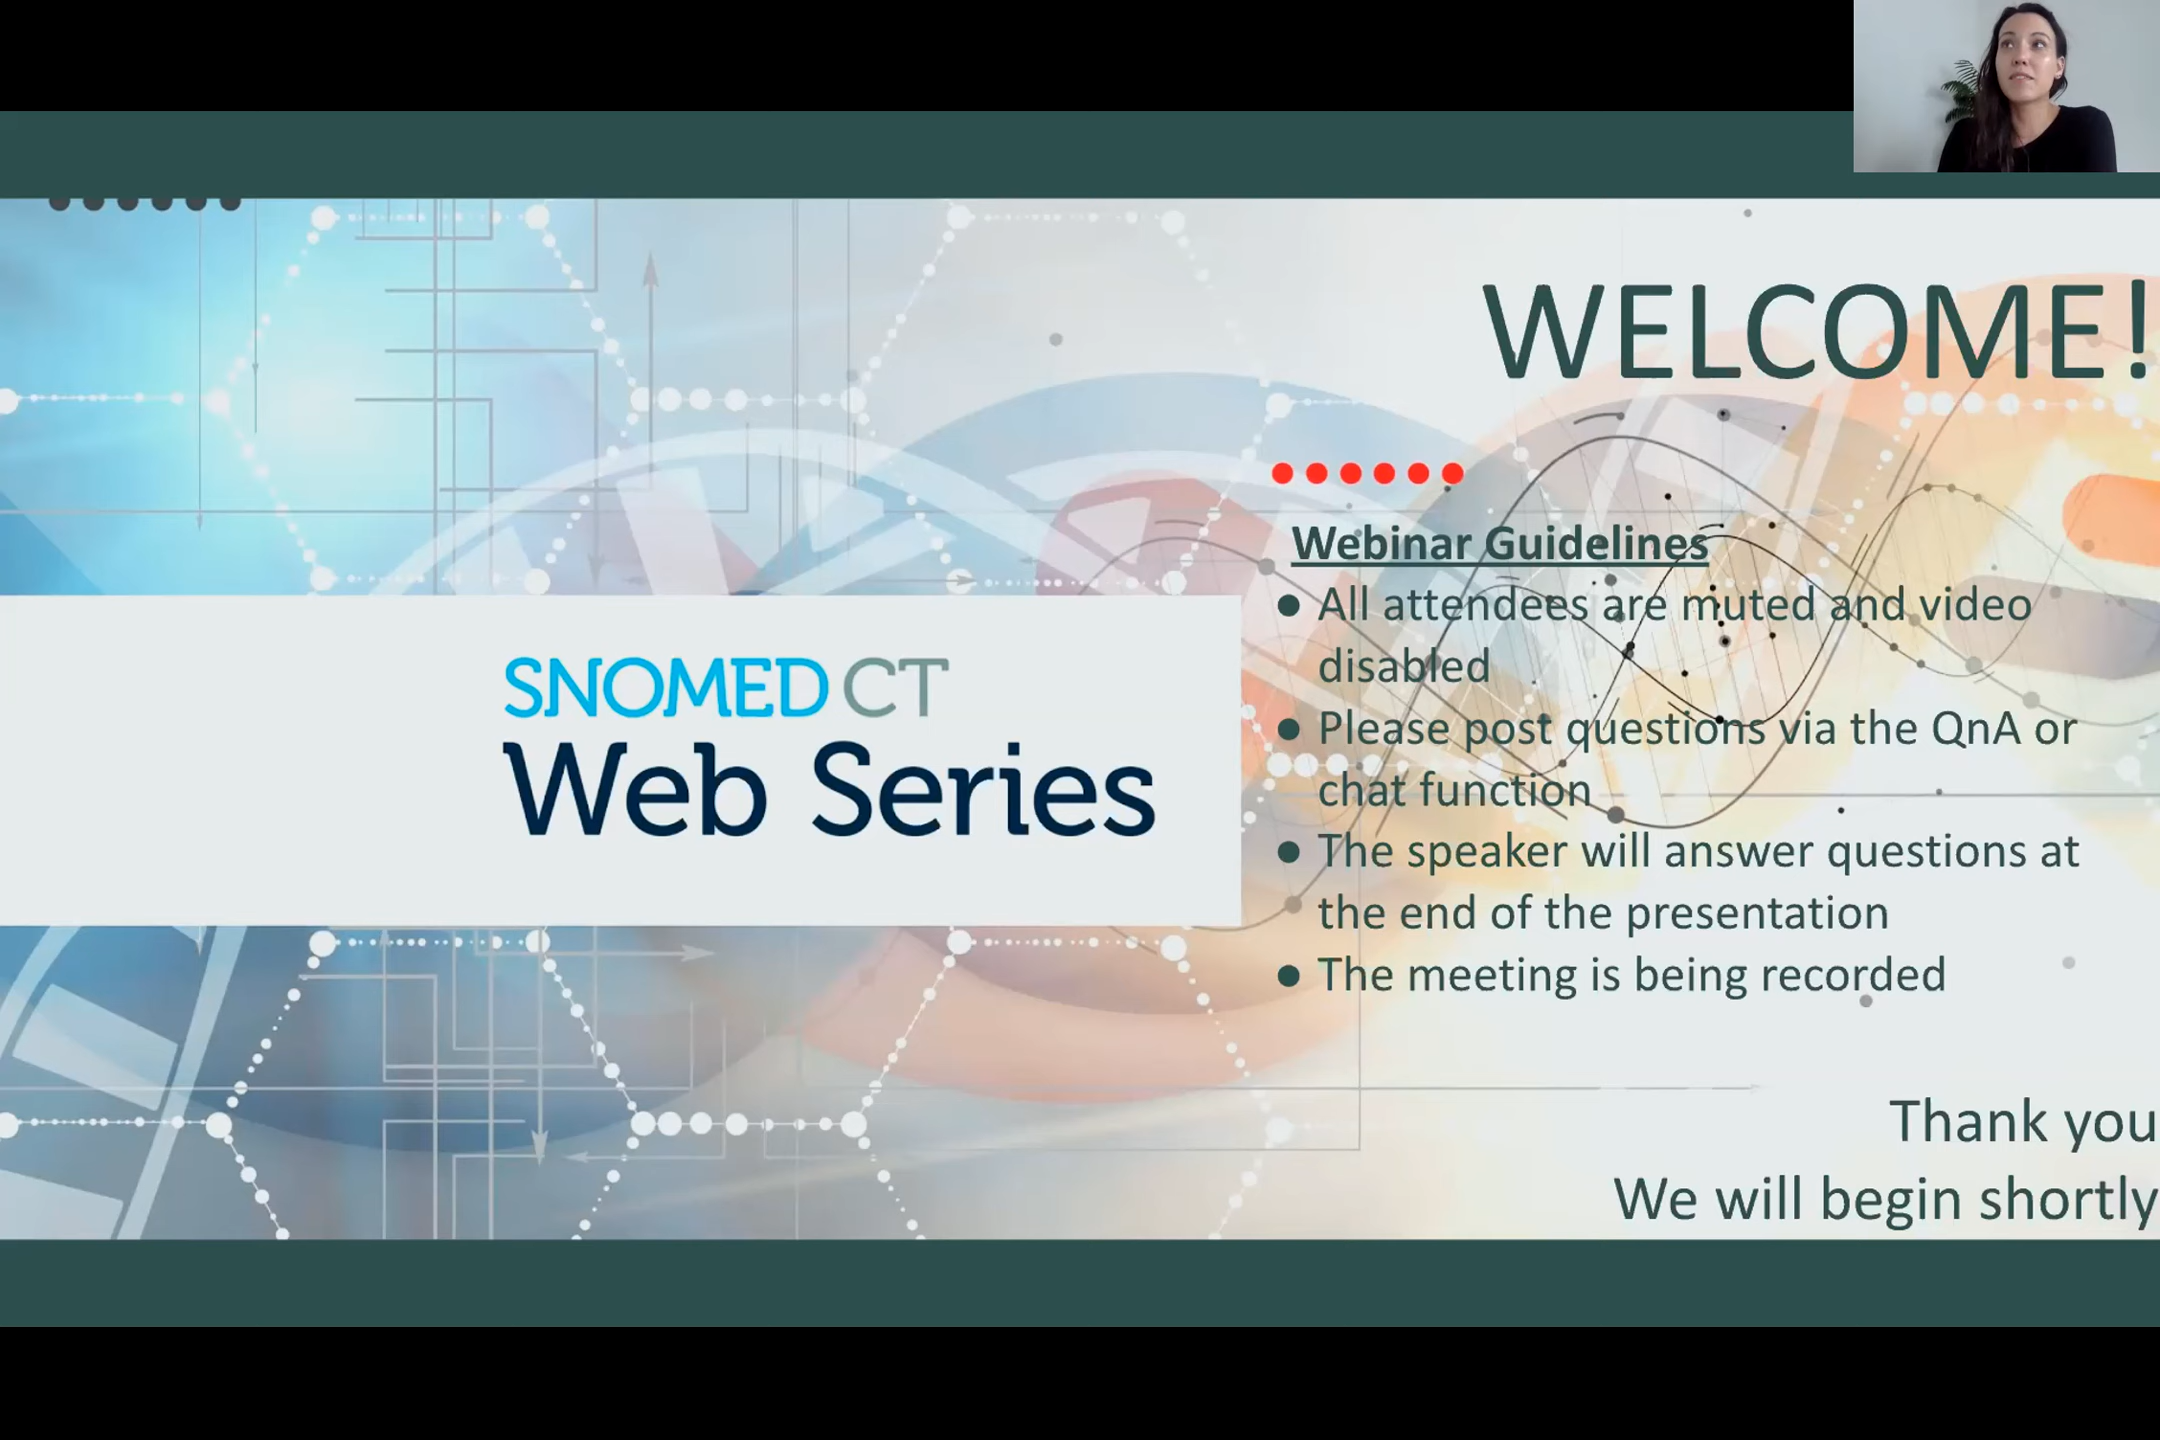 WELCOME!
Webinar Guidelines
● All attendees are muted and video
disabled
● Please post questions via the QnA or
chat function
● The speaker will answer questions at
the end of the presentation
● The meeting is being recorded
SNOMED CT
Web Series
Thank you
We will begin shortly